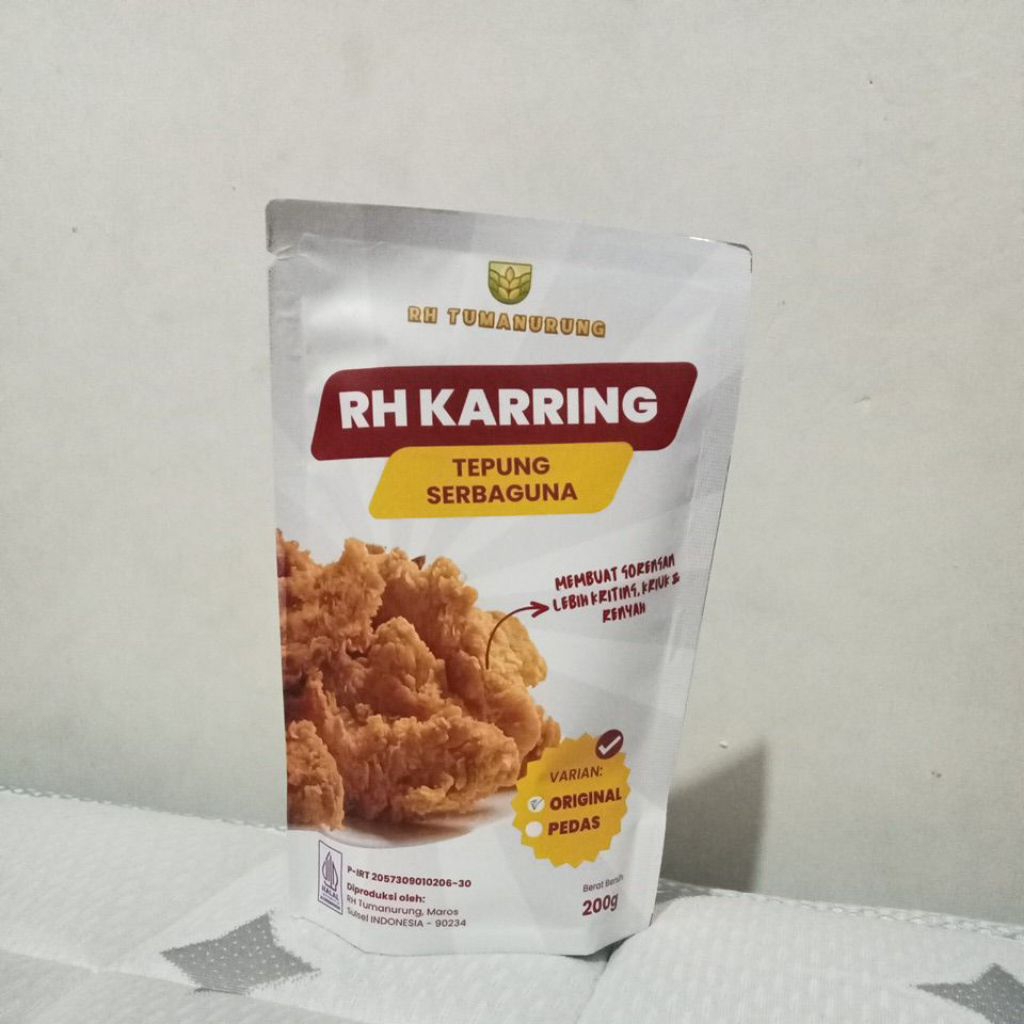 RH TUMANURUNG
RH KARRING
TEPUNG
SERBAGUNA
MEMBUAT GORENGAN
LEBIH KRITING, KRIUK &
RENYAH
VARIAN:
ORIGINAL
PEDAS
HALAL
P-IRT 2057309010206-30
Diproduksi oleh:
RH Tumanurung, Maros
Sulsel INDONESIA - 90234
Berat Bersih
200g